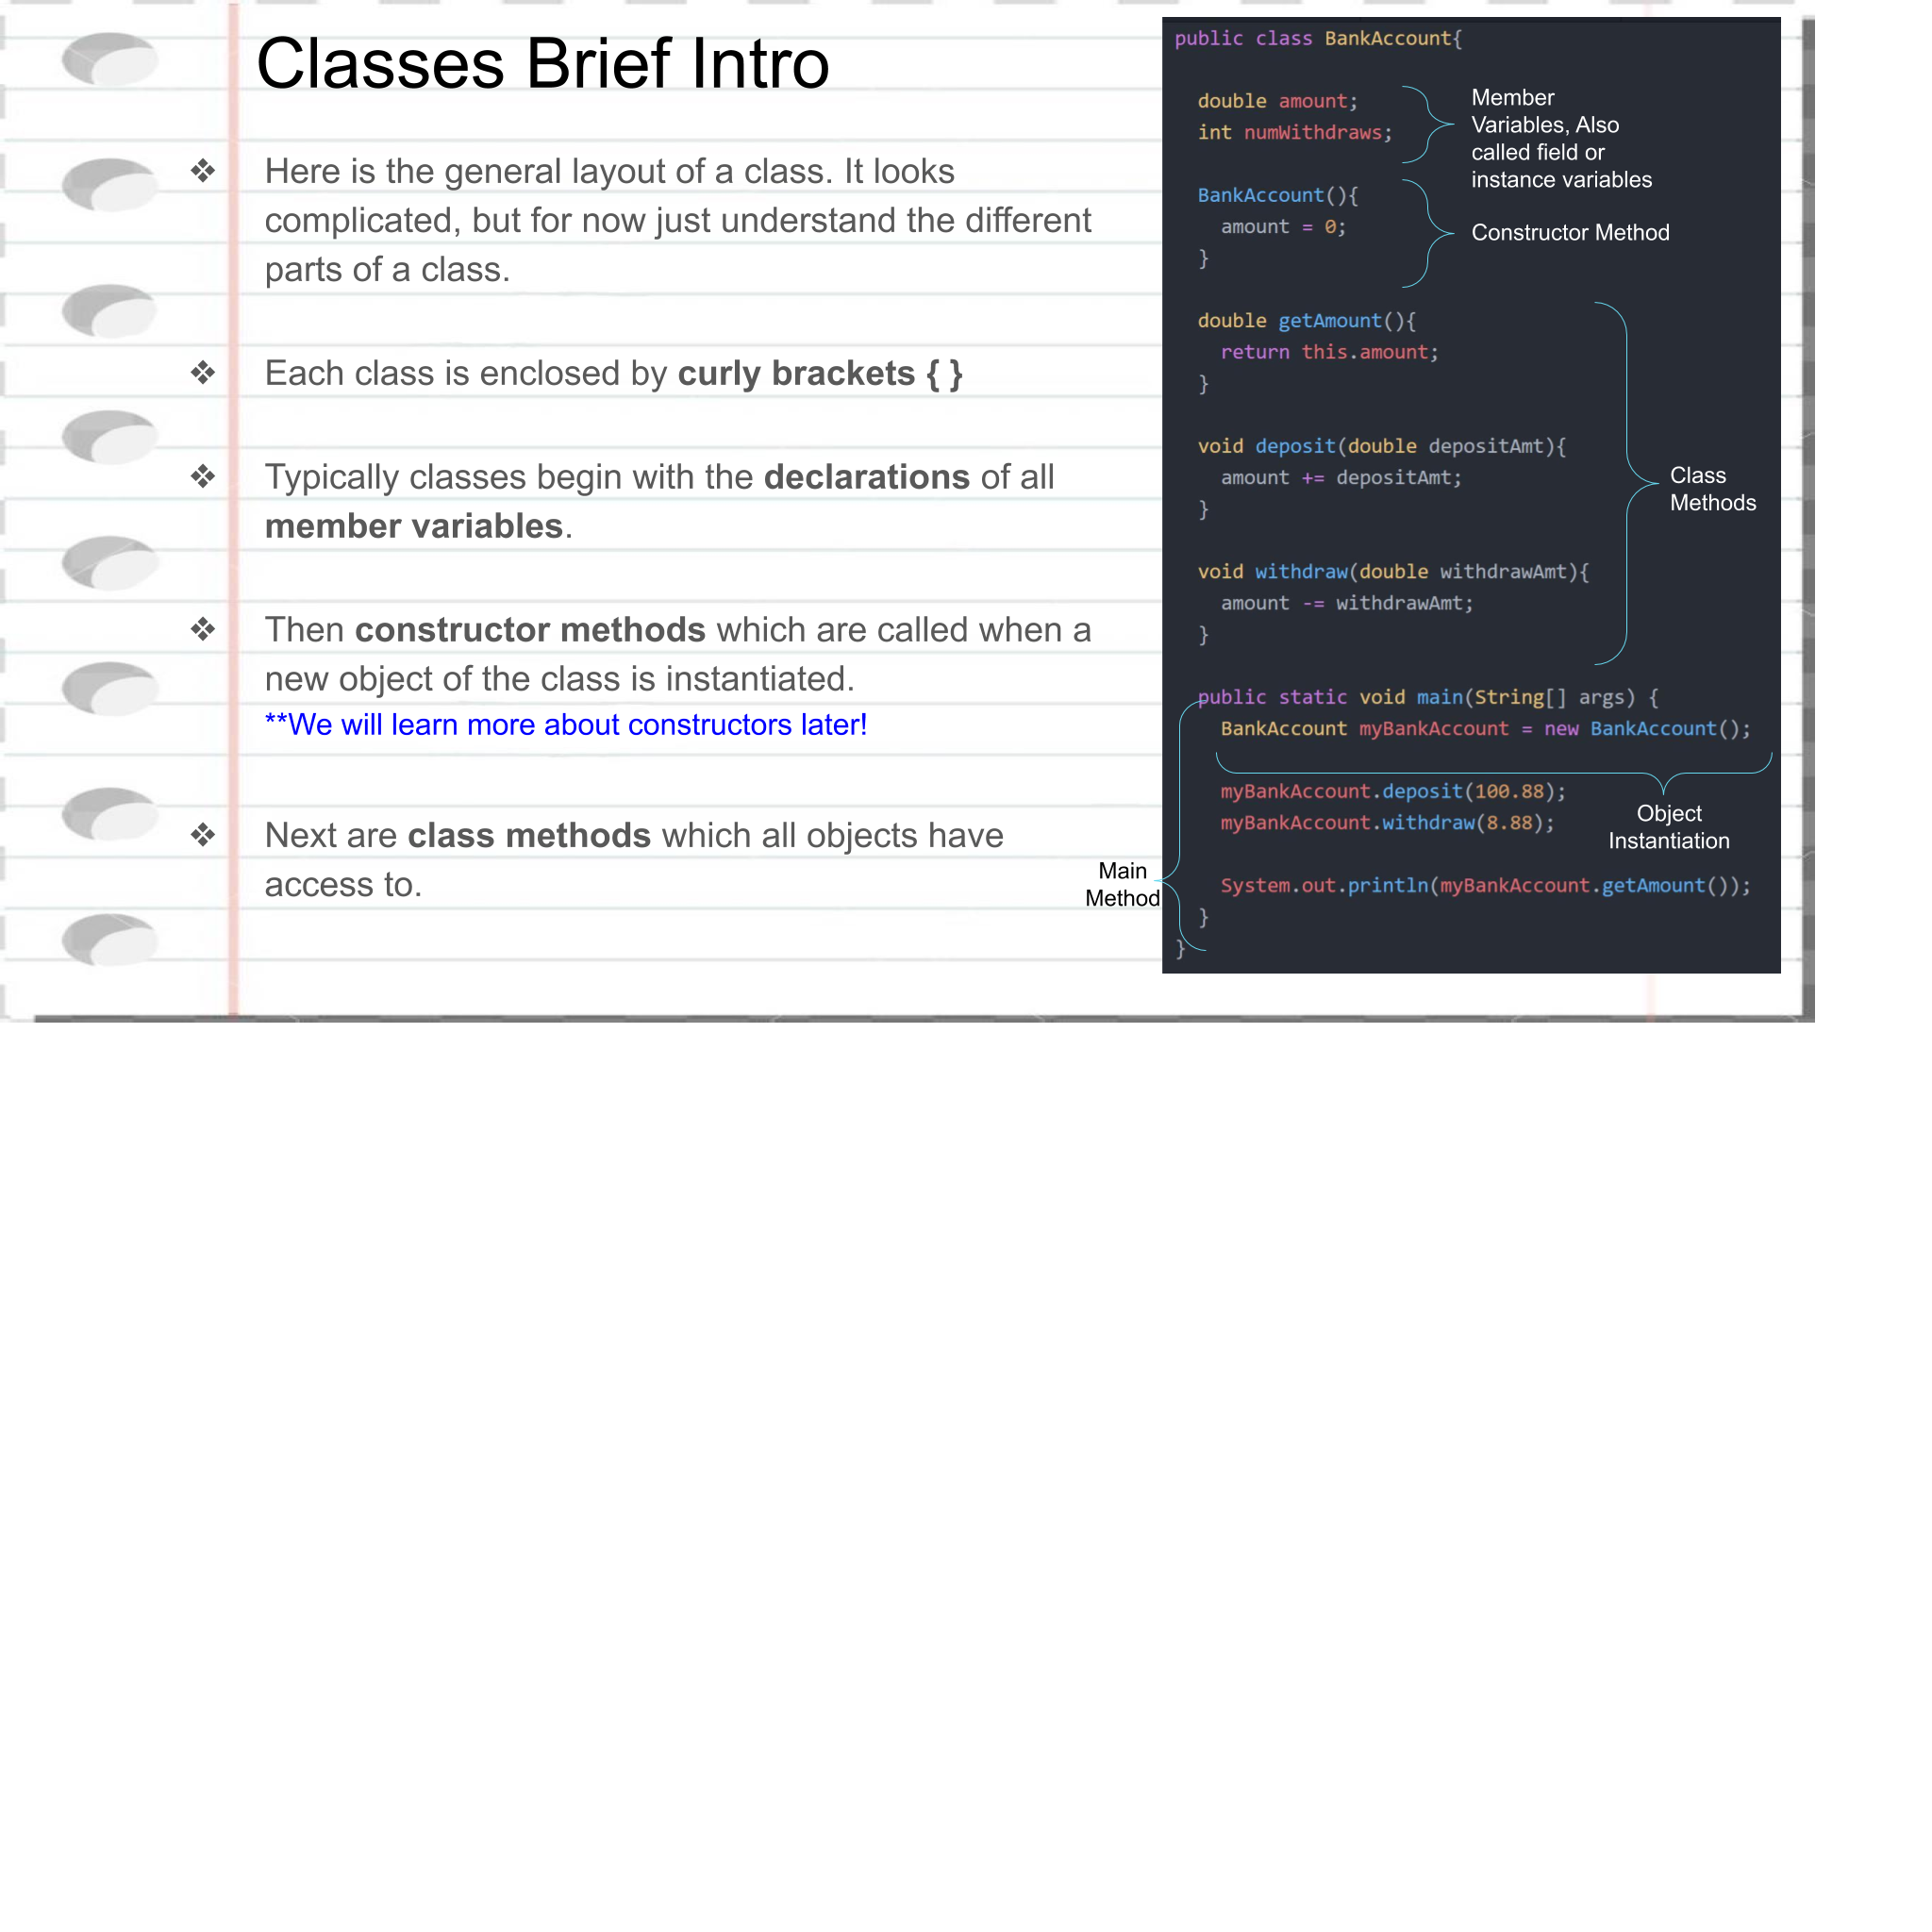 Classes Brief Intro
❖ Here is the general layout of a class. It looks
complicated, but for now just understand the different
parts of a class.
❖ Each class is enclosed by curly brackets { }
❖ Typically classes begin with the declarations of all
member variables.
❖ Then constructor methods which are called when a
new object of the class is instantiated.
**We will learn more about constructors later!
❖ Next are class methods which all objects have
access to.
public class BankAccount{
double amount;
int numWithdraws;
Member
Variables, Also
called field or
instance variables
BankAccount(){
amount = 0;
}
Constructor Method
double getAmount(){
return this.amount;
}
void deposit(double depositAmt){
amount += depositAmt;
}
void withdraw(double withdrawAmt){
amount -= withdrawAmt;
}
Class
Methods
public static void main(String[] args) {
BankAccount myBankAccount = new BankAccount();
myBankAccount.deposit(100.88);
myBankAccount.withdraw(8.88);
Object
Instantiation
System.out.println(myBankAccount.getAmount());
}
}
Main
Method